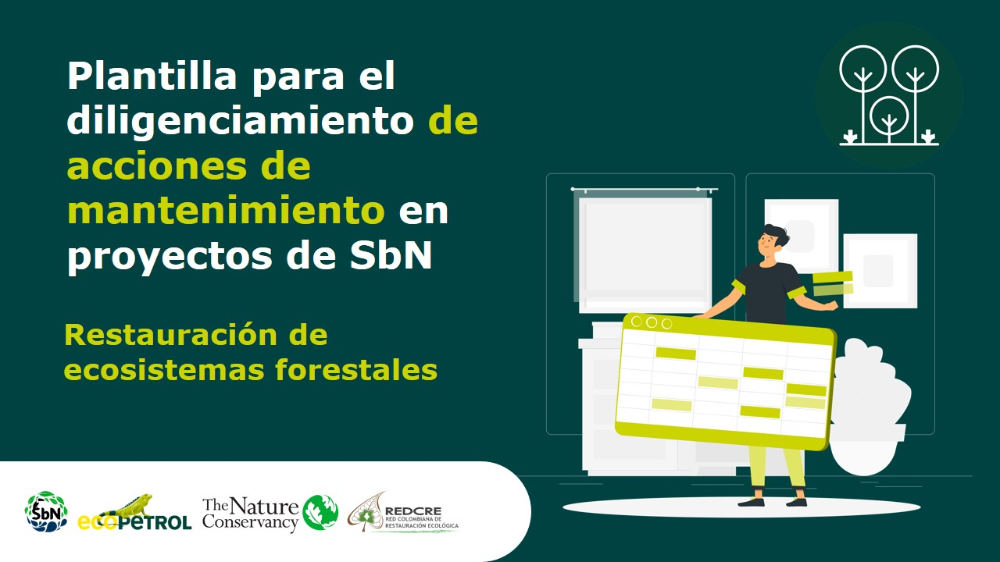 Plantilla para el
diligenciamiento de
acciones de
mantenimiento en
proyectos de SbN
Restauración de
ecosistemas forestales
SbN
ecopetrol
The Nature
Conservancy
REDCRE
RED COLOMBIANA DE
RESTAURACIÓN ECOLÓGICA